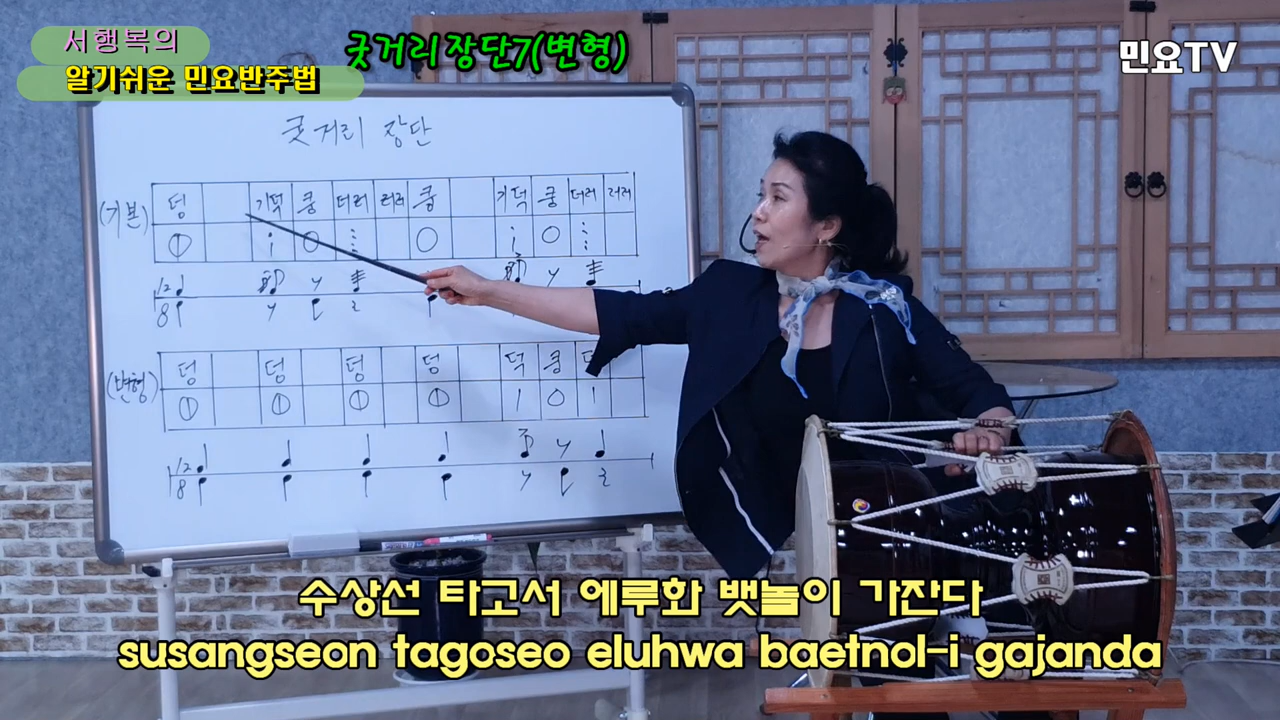 서행복의
알기쉬운 민요반주법
굿거리장단7(변형)
민요TV
굿거리 장단
(기본) 덩 기덕 쿵 더러 러러 쿵 기덕 쿵 더러 러러
12
8
(변형) 덩 덩 덩 덩 덕 쿵
12
8
수상선 타고서 에루화 뱃놀이 가잔다
susangseon tagoseo eluhwa baetnol-i gajanda